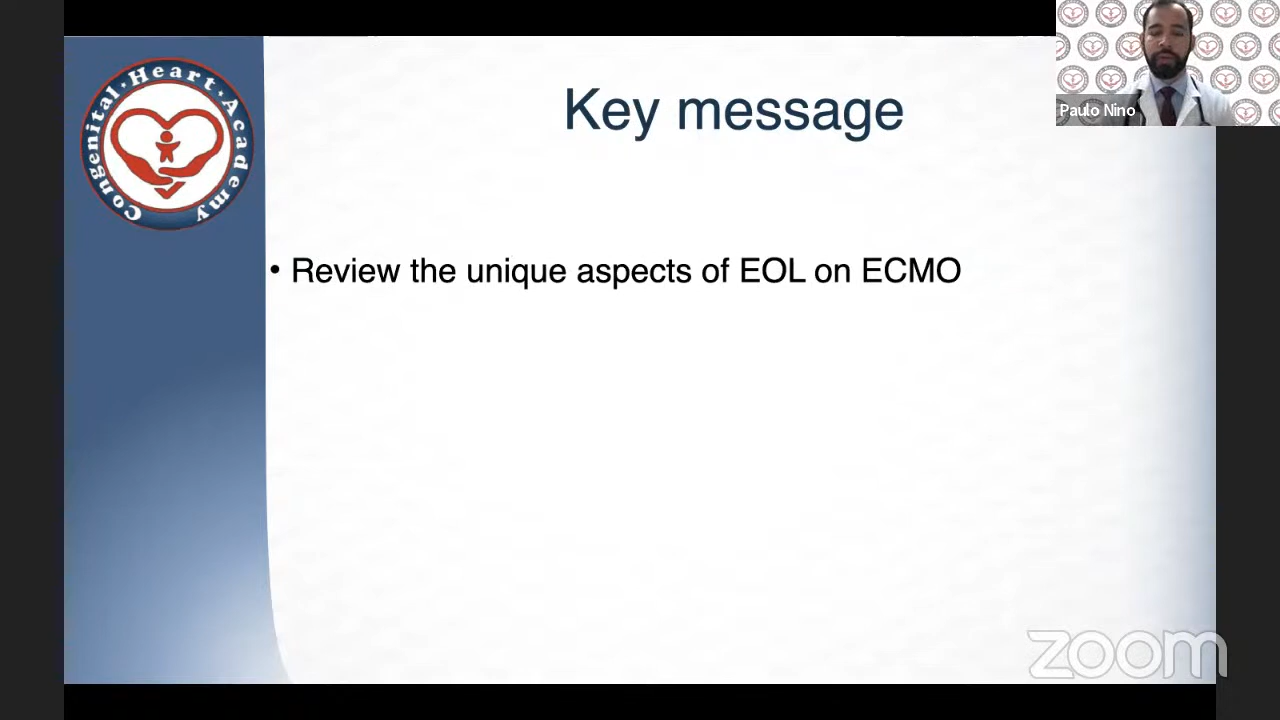 Congenital · Heart · Academy
Key message
Paulo Nino
• Review the unique aspects of EOL on ECMO
zoom